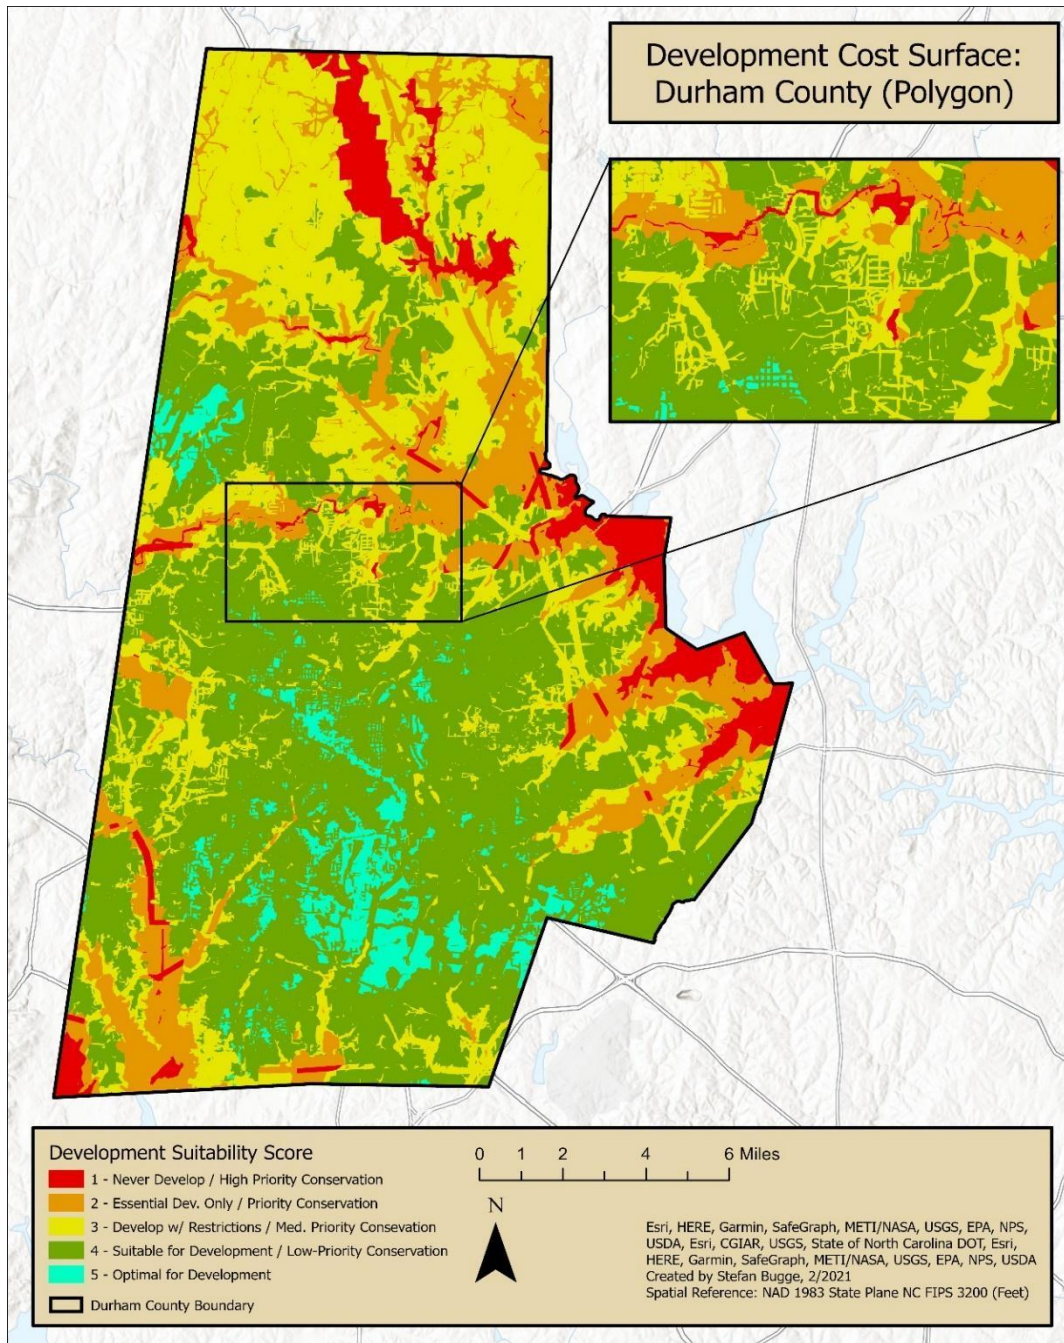 Development Cost Surface:
Durham County (Polygon)
Development Suitability Score
1 - Never Develop / High Priority Conservation
2 - Essential Dev. Only / Priority Conservation
3 - Develop w/ Restrictions / Med. Priority Consevation
4 - Suitable for Development / Low-Priority Conservation
5 - Optimal for Development
Durham County Boundary
0 1 2 4 6 Miles
N
Esri, HERE, Garmin, SafeGraph, METI/NASA, USGS, EPA, NPS,
USDA, Esri, CGIAR, USGS, State of North Carolina DOT, Esri,
HERE, Garmin, SafeGraph, METI/NASA, USGS, EPA, NPS, USDA
Created by Stefan Bugge, 2/2021
Spatial Reference: NAD 1983 State Plane NC FIPS 3200 (Feet)